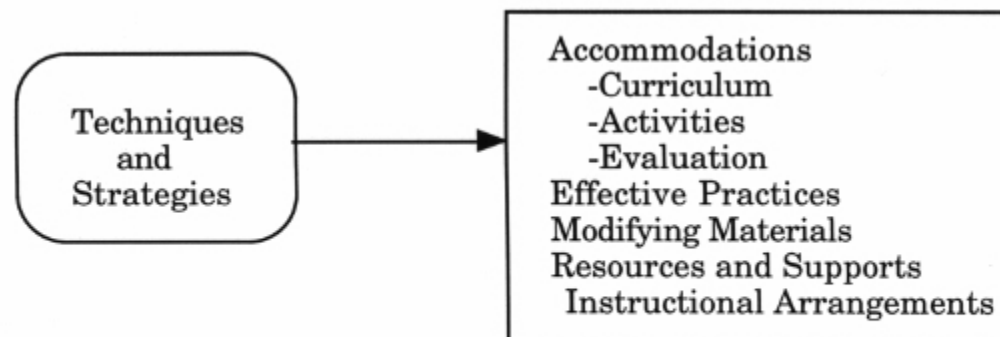 Techniques
and
Strategies
Accommodations
-Curriculum
-Activities
-Evaluation
Effective Practices
Modifying Materials
Resources and Supports
Instructional Arrangements